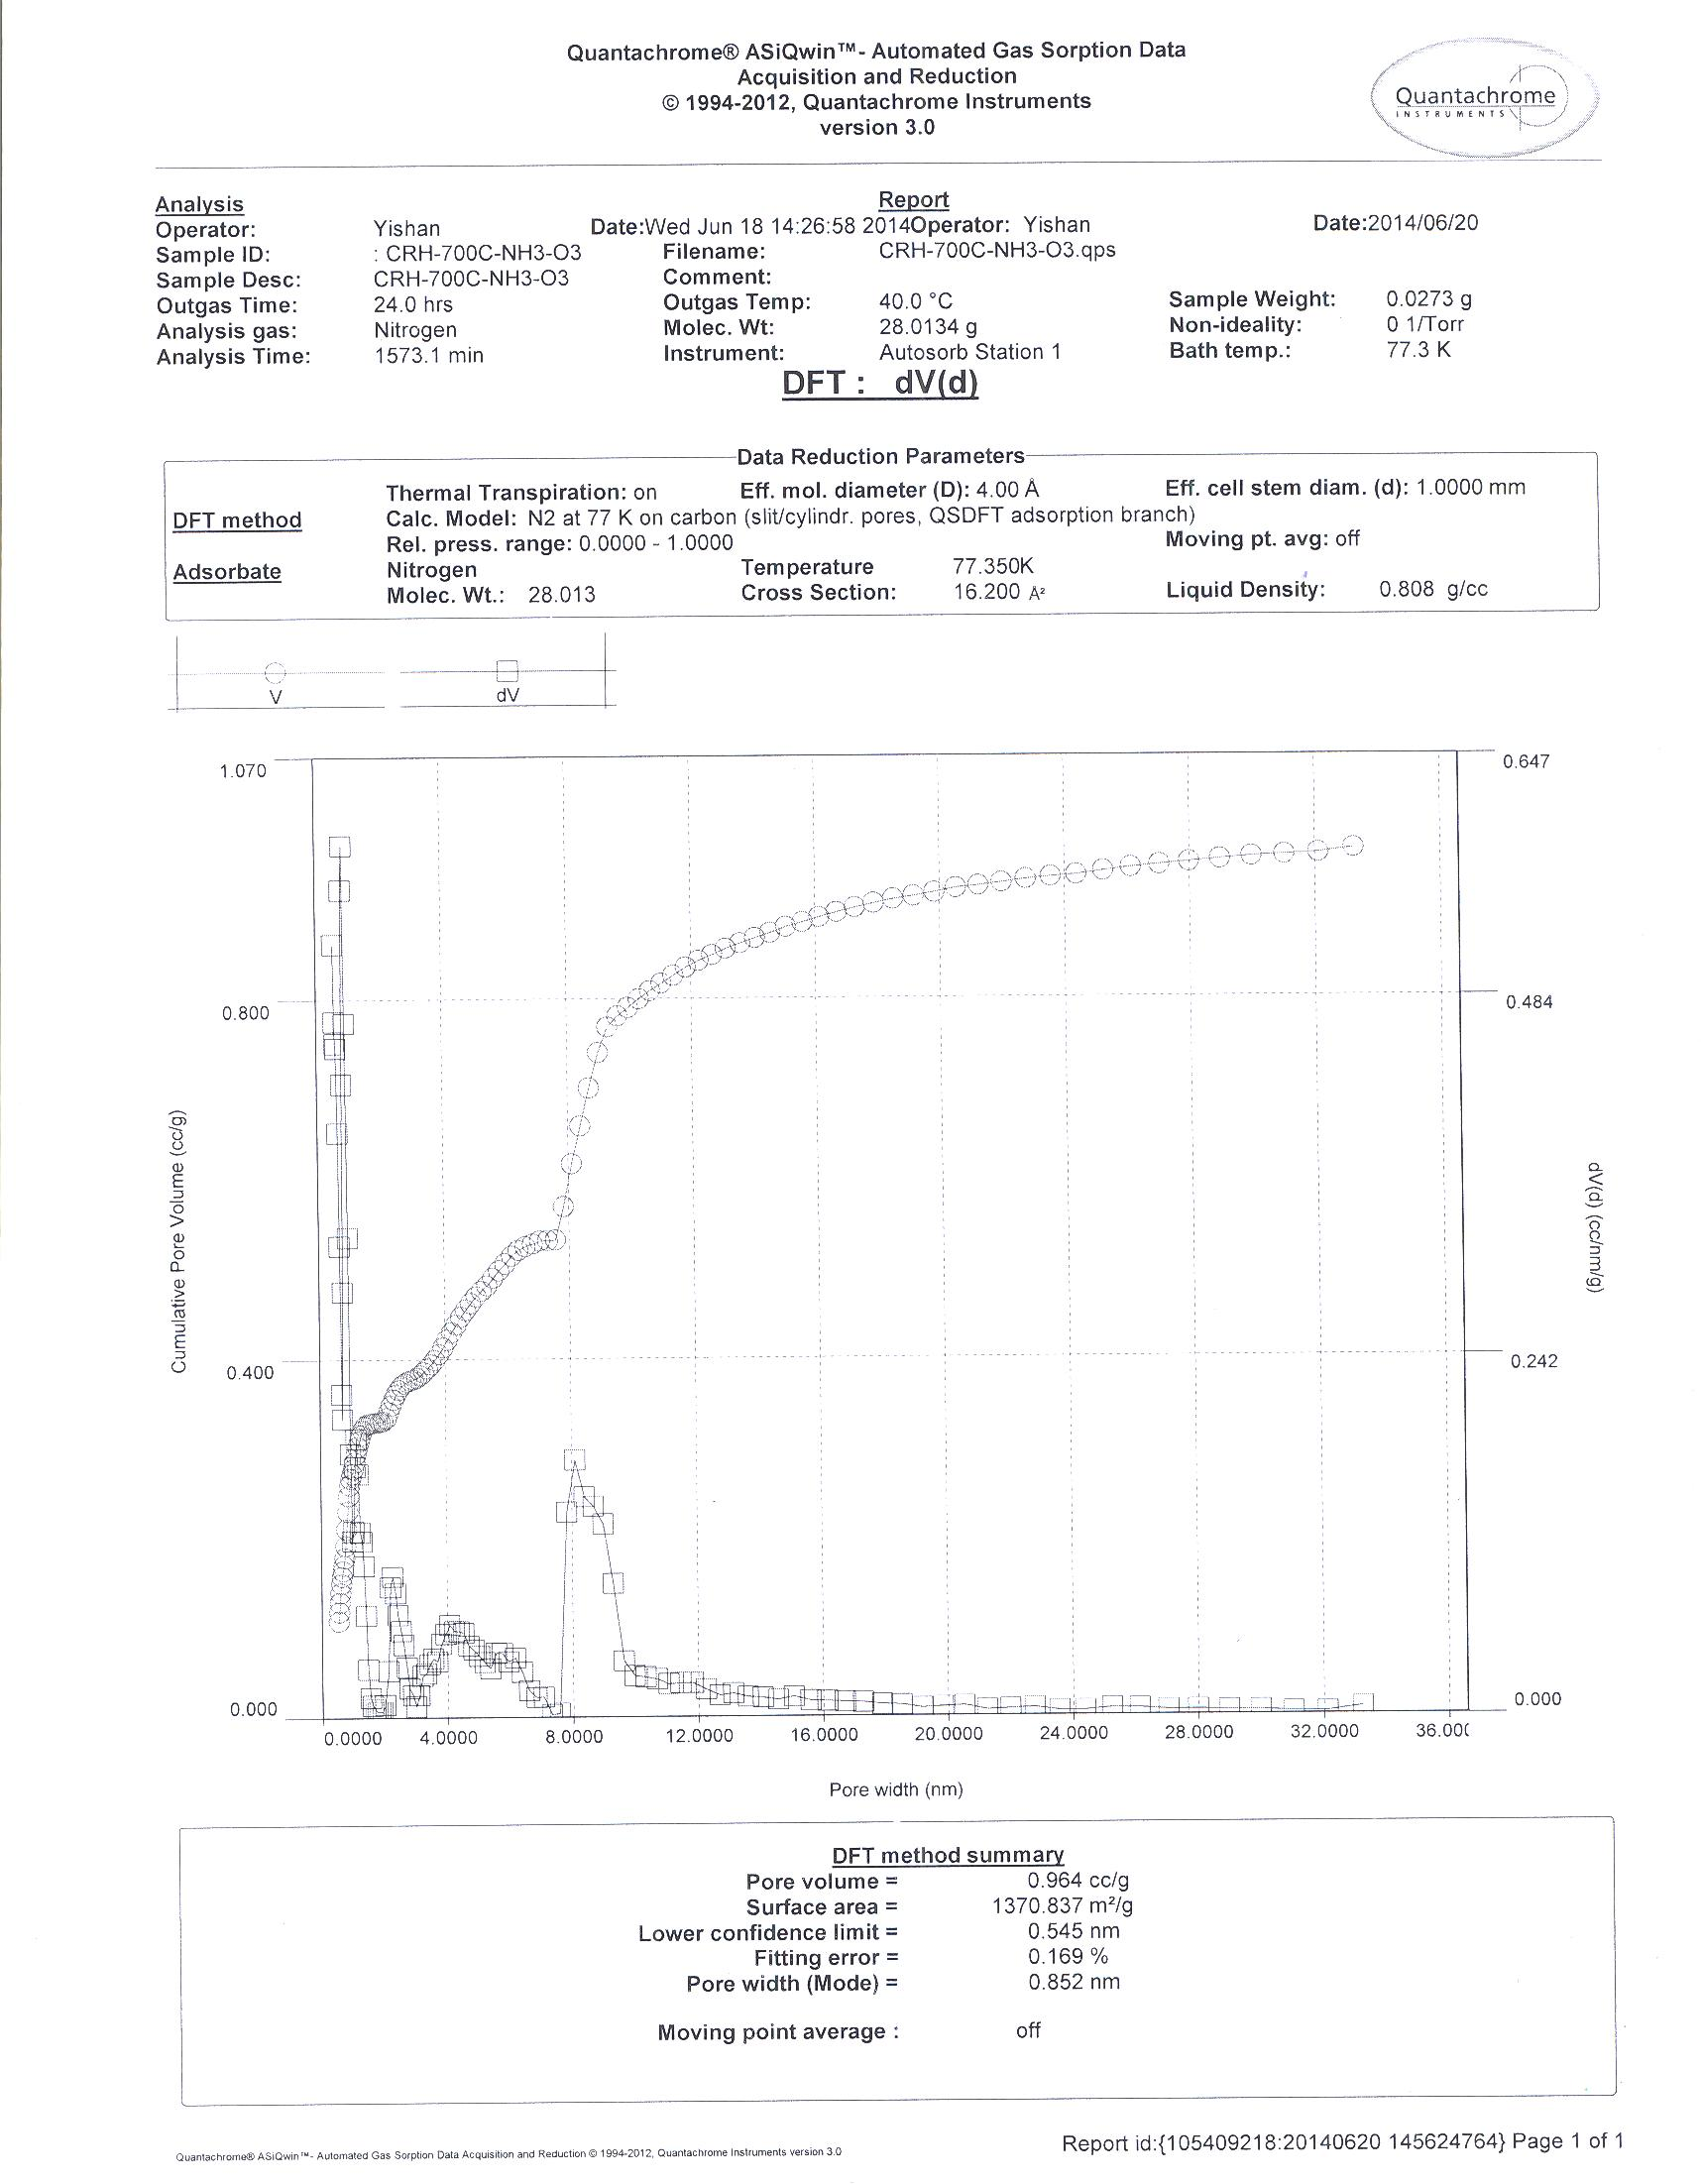 Quantachrome® ASiQwin™- Automated Gas Sorption Data
Acquisition and Reduction
© 1994-2012, Quantachrome Instruments
version 3.0
Quantachrome
INSTRUMENTS
Analysis Report
Operator: Yishan Date:Wed Jun 18 14:26:58 2014 Operator: Yishan Date:2014/06/20
Sample ID: : CRH-700C-NH3-O3 Filename: CRH-700C-NH3-O3.qps
Sample Desc: CRH-700C-NH3-O3 Comment:
Outgas Time: 24.0 hrs Outgas Temp: 40.0 °C Sample Weight: 0.0273 g
Analysis gas: Nitrogen Molec. Wt: 28.0134 g Non-ideality: 0 1/Torr
Analysis Time: 1573.1 min Instrument: Autosorb Station 1 Bath temp.: 77.3 K
DFT : dV(d)
Data Reduction Parameters
Thermal Transpiration: on Eff. mol. diameter (D): 4.00 Å Eff. cell stem diam. (d): 1.0000 mm
DFT method Calc. Model: N2 at 77 K on carbon (slit/cylindr. pores, QSDFT adsorption branch)
Rel. press. range: 0.0000 - 1.0000 Moving pt. avg: off
Adsorbate Nitrogen Temperature 77.350K
Molec. Wt.: 28.013 Cross Section: 16.200 Å² Liquid Density: 0.808 g/cc
V dV
1.070 0.647
0.800 0.484
0.400 0.242
0.000 0.000
Cumulative Pore Volume (cc/g)
dV(d) (cc/nm/g)
0.0000 4.0000 8.0000 12.0000 16.0000 20.0000 24.0000 28.0000 32.0000 36.000
Pore width (nm)
DFT method summary
Pore volume = 0.964 cc/g
Surface area = 1370.837 m²/g
Lower confidence limit = 0.545 nm
Fitting error = 0.169 %
Pore width (Mode) = 0.852 nm
Moving point average : off
Quantachrome® ASiQwin™- Automated Gas Sorption Data Acquisition and Reduction © 1994-2012, Quantachrome Instruments version 3.0
Report id:{105409218:20140620 145624764} Page 1 of 1